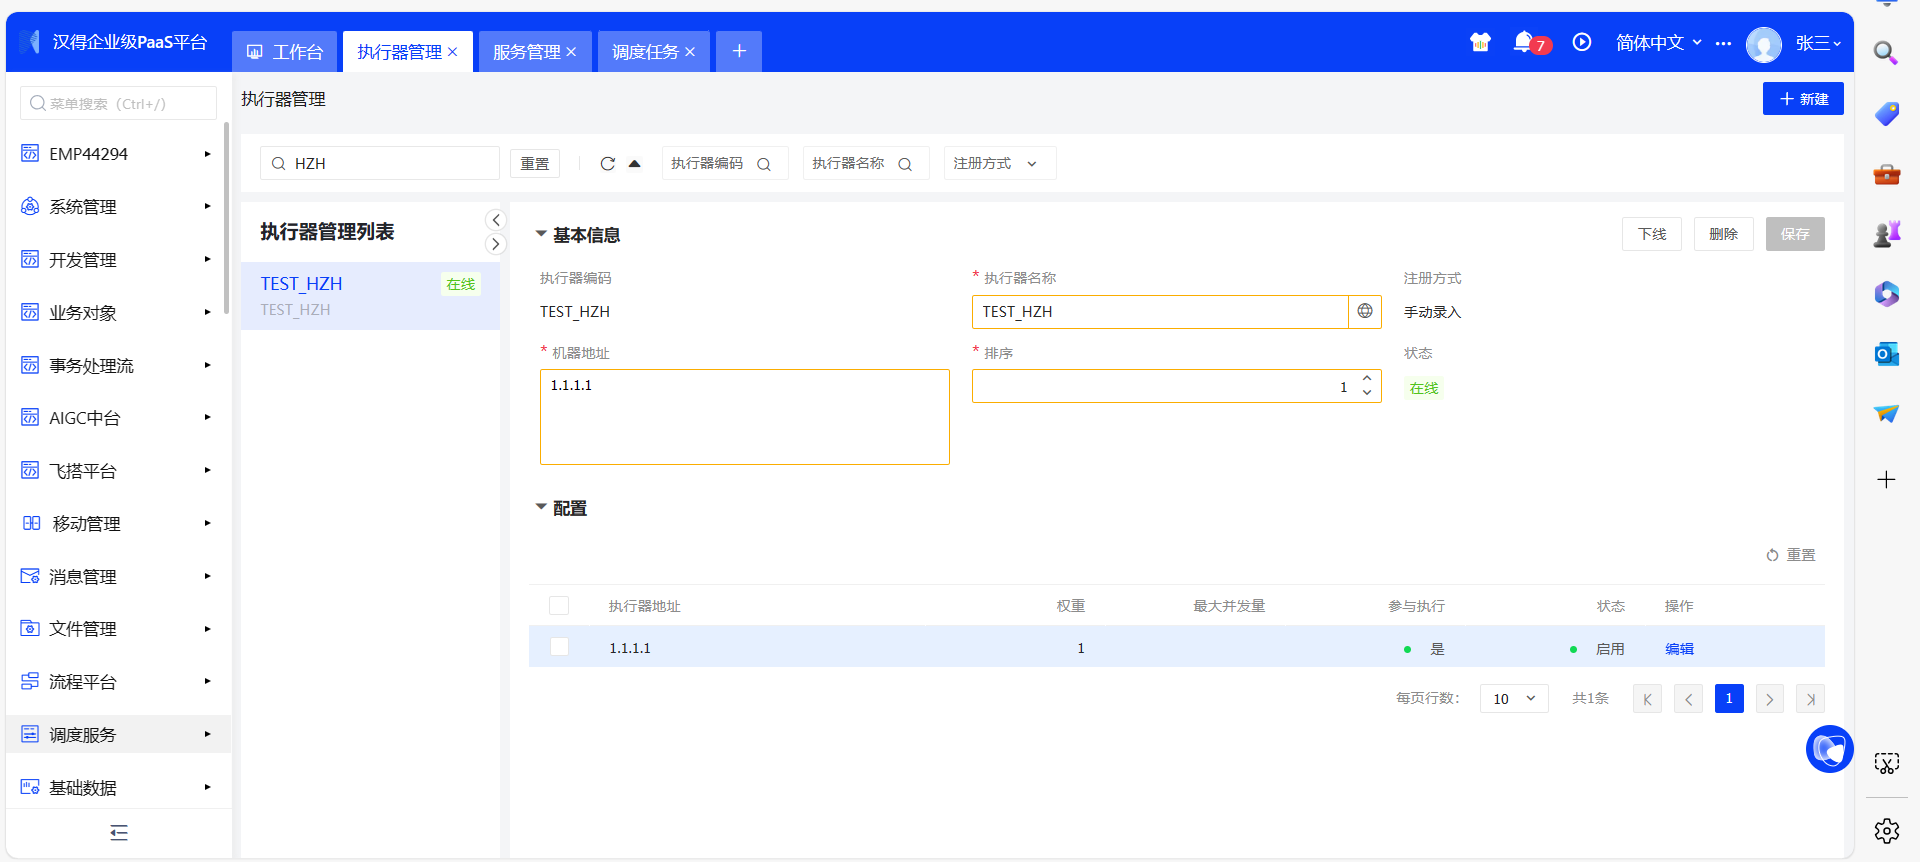 汉得企业级PaaS平台
工作台
执行器管理
服务管理
调度任务
7
简体中文
张三
菜单搜索（Ctrl+/）
EMP44294
系统管理
开发管理
业务对象
事务处理流
AIGC中台
飞搭平台
移动管理
消息管理
文件管理
流程平台
调度服务
基础数据
执行器管理
新建
HZH
重置
执行器编码
执行器名称
注册方式
执行器管理列表
TEST_HZH
在线
TEST_HZH
基本信息
下线
删除
保存
执行器编码
* 执行器名称
注册方式
TEST_HZH
TEST_HZH
手动录入
* 机器地址
* 排序
状态
1.1.1.1
1
在线
配置
重置
执行器地址 权重 最大并发量 参与执行 状态 操作
1.1.1.1 1 是 启用 编辑
每页行数： 10 共1条 1